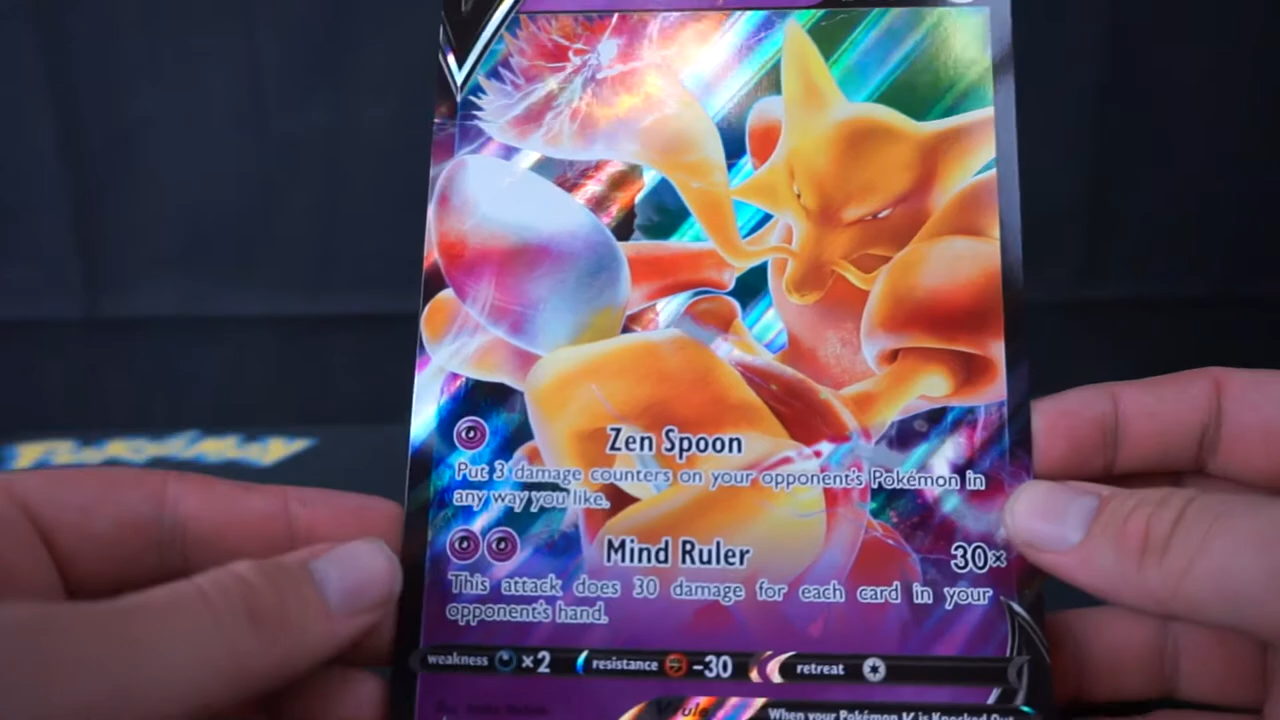 Pokémon
Zen Spoon
Put 3 damage counters on your opponent's Pokémon in
any way you like.
Mind Ruler 30×
This attack does 30 damage for each card in your
opponent's hand.
weakness ×2 resistance -30 retreat
V rule
When your Pokémon V is Knocked Out